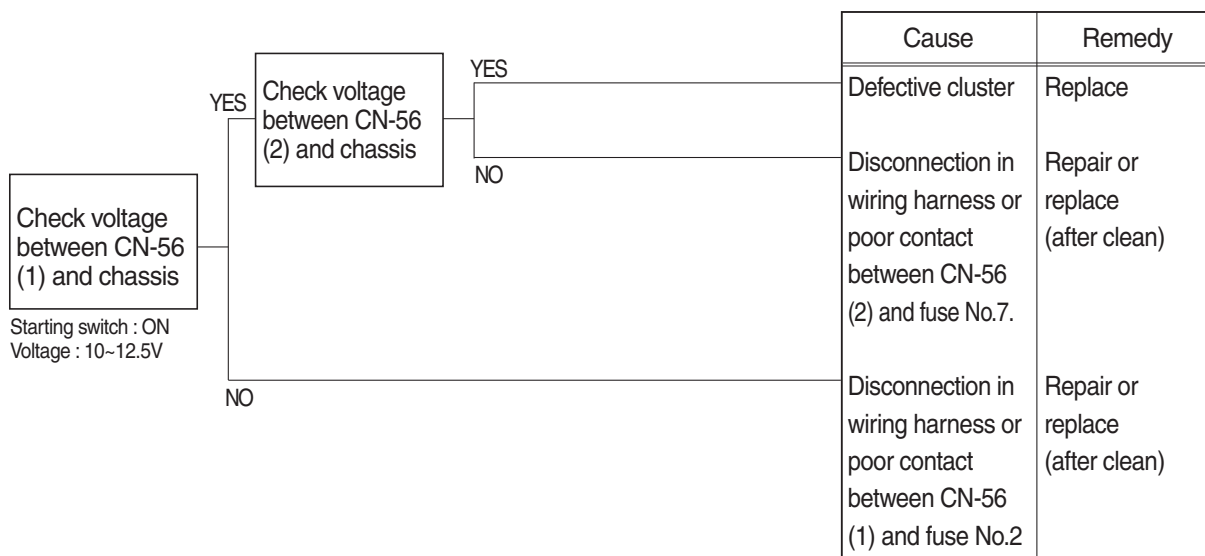 Cause Remedy
YES
Defective cluster Replace
YES
Check voltage
between CN-56
(2) and chassis
NO
Disconnection in Repair or
wiring harness or replace
poor contact (after clean)
between CN-56
(2) and fuse No.7.
Check voltage
between CN-56
(1) and chassis
Starting switch : ON
Voltage : 10~12.5V
NO
Disconnection in Repair or
wiring harness or replace
poor contact (after clean)
between CN-56
(1) and fuse No.2